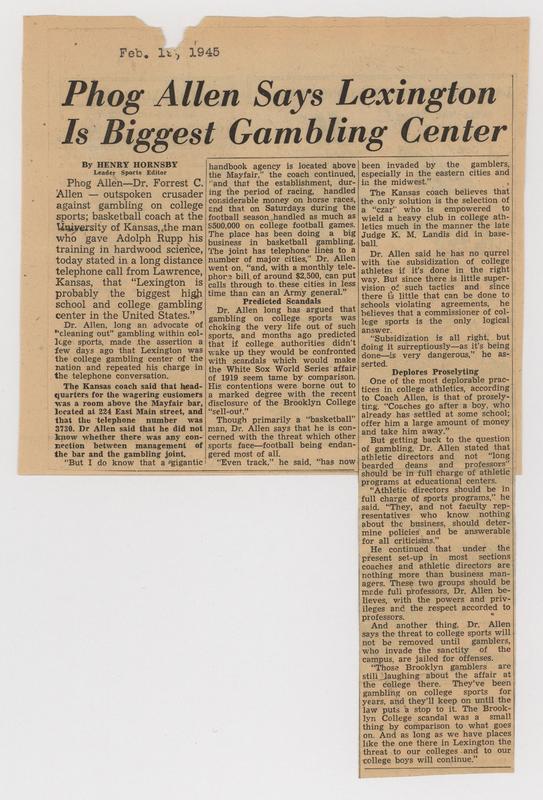 Feb. 1, 1945
Phog Allen Says Lexington
Is Biggest Gambling Center
By HENRY HORNSBY
Leader Sports Editor
Phog Allen—Dr. Forrest C.
Allen — outspoken crusader
against gambling on college
sports; basketball coach at the
University of Kansas, the man
who gave Adolph Rupp his
training in hardwood science,
today stated in a long distance
telephone call from Lawrence,
Kansas, that "Lexington is
probably the biggest high
school and college gambling
center in the United States."
Dr. Allen, long an advocate of
"cleaning out" gambling within col-
lege sports, made the assertion a
few days ago that Lexington was
the college gambling center of the
nation and repeated his charge in
the telephone conversation.
The Kansas coach said that head-
quarters for the wagering customers
was a room above the Mayfair bar,
located at 224 East Main street, and
that the telephone number was
3730. Dr. Allen said that he did not
know whether there was any con-
nection between management of
the bar and the gambling joint.
"But I do know that a gigantic
handbook agency is located above
the Mayfair," the coach continued,
"and that the establishment, dur-
ing the period of racing, handled
considerable money on horse races,
and that on Saturdays during the
football season handled as much as
$500,000 on college football games.
The place has been doing a big
business in basketball gambling.
The joint has telephone lines to a
number of major cities," Dr. Allen
went on, "and, with a monthly tele-
phone bill of around $2,500, can put
calls through to these cities in less
time than can an Army general."
Predicted Scandals
Dr. Allen long has argued that
gambling on college sports was
choking the very life out of such
sports, and months ago predicted
that if college authorities didn't
wake up they would be confronted
with scandals which would make
the White Sox World Series affair
of 1919 seem tame by comparison.
His contentions were borne out to
a marked degree with the recent
disclosure of the Brooklyn College
"sell-out."
Though primarily a "basketball"
man, Dr. Allen says that he is con-
cerned with the threat which other
sports face—football being endan-
gered most of all.
"Even track," he said, "has now
been invaded by the gamblers,
especially in the eastern cities and
in the midwest."
The Kansas coach believes that
the only solution is the selection of
a "czar" who is empowered to
wield a heavy club in college ath-
letics much in the manner the late
Judge K. M. Landis did in base-
ball.
Dr. Allen said he has no qurrel
with the subsidization of college
athletes if it's done in the right
way. But since there is little super-
vision of such tactics and since
there is little that can be done to
schools violating agreements, he
believes that a commissioner of col-
lege sports is the only logical
answer.
"Subsidization is all right, but
doing it surreptiously—as it's being
done—is very dangerous," he as-
serted.
Deplores Proselyting
One of the most deplorable prac-
tices in college athletics, according
to Coach Allen, is that of prosely-
ting. "Coaches go after a boy, who
already has settled at some school;
offer him a large amount of money
and take him away."
But getting back to the question
of gambling, Dr. Allen stated that
athletic directors and not "long
bearded deans and professors"
should be in full charge of athletic
programs at educational centers.
"Athletic directors should be in
full charge of sports programs," he
said. "They, and not faculty rep-
resentatives who know nothing
about the business, should deter-
mine policies and be answerable
for all criticisms."
He continued that under the
present set-up in most sections
coaches and athletic directors are
nothing more than business man-
agers. These two groups should be
made full professors, Dr. Allen be-
lieves, with the powers and priv-
ileges and the respect accorded to
professors.
And another thing, Dr. Allen
says the threat to college sports will
not be removed until gamblers,
who invade the sanctity of the
campus, are jailed for offenses.
"Those Brooklyn gamblers are
still laughing about the affair at
the college there. They've been
gambling on college sports for
years, and they'll keep on until the
law puts a stop to it. The Brook-
lyn College scandal was a small
thing by comparison to what goes
on. And as long as we have places
like the one there in Lexington the
threat to our colleges and to our
college boys will continue."